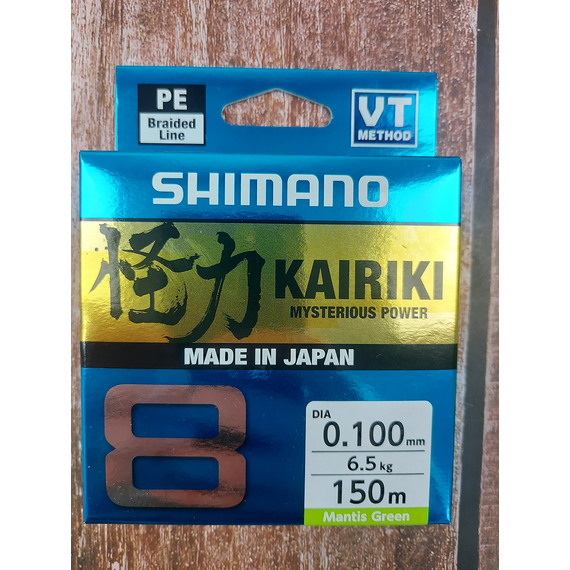 PE
Braided
Line
VT
METHOD
SHIMANO
怪力 KAIRIKI
MYSTERIOUS POWER
MADE IN JAPAN
8
DIA
0.100mm
6.5kg
150m
Mantis Green